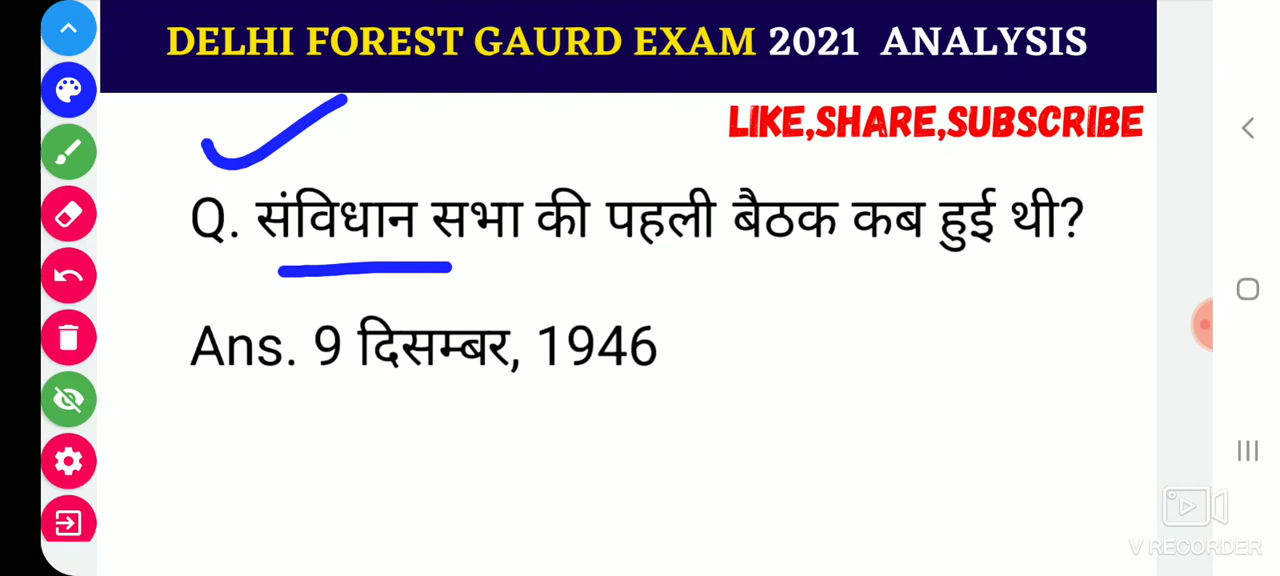 DELHI FOREST GAURD EXAM 2021 ANALYSIS
LIKE,SHARE,SUBSCRIBE
Q. संविधान सभा की पहली बैठक कब हुई थी?
Ans. 9 दिसम्बर, 1946
V RECORDER